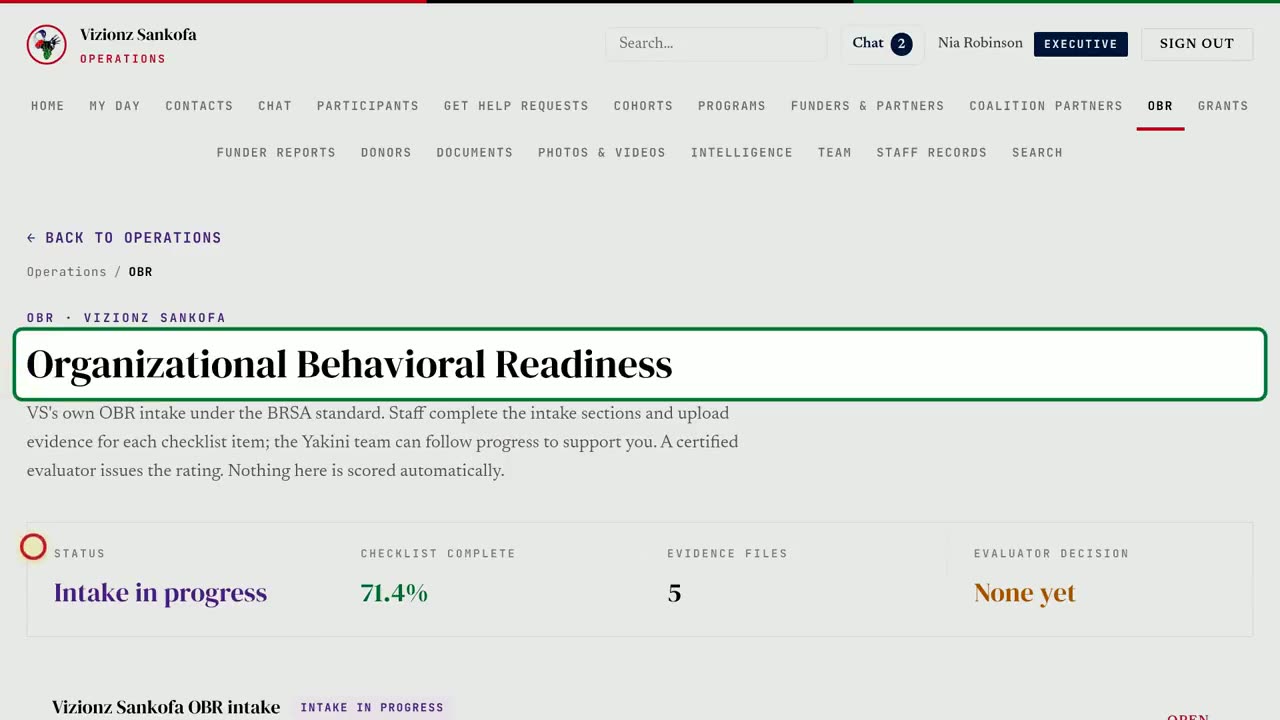 Vizionz Sankofa
OPERATIONS
Search...
Chat 2
Nia Robinson
EXECUTIVE
SIGN OUT
HOME MY DAY CONTACTS CHAT PARTICIPANTS GET HELP REQUESTS COHORTS PROGRAMS FUNDERS & PARTNERS COALITION PARTNERS OBR GRANTS
FUNDER REPORTS DONORS DOCUMENTS PHOTOS & VIDEOS INTELLIGENCE TEAM STAFF RECORDS SEARCH
← BACK TO OPERATIONS
Operations / OBR
OBR · VIZIONZ SANKOFA
Organizational Behavioral Readiness
VS's own OBR intake under the BRSA standard. Staff complete the intake sections and upload
evidence for each checklist item; the Yakini team can follow progress to support you. A certified
evaluator issues the rating. Nothing here is scored automatically.
STATUS CHECKLIST COMPLETE EVIDENCE FILES EVALUATOR DECISION
Intake in progress 71.4% 5 None yet
Vizionz Sankofa OBR intake INTAKE IN PROGRESS
OPEN